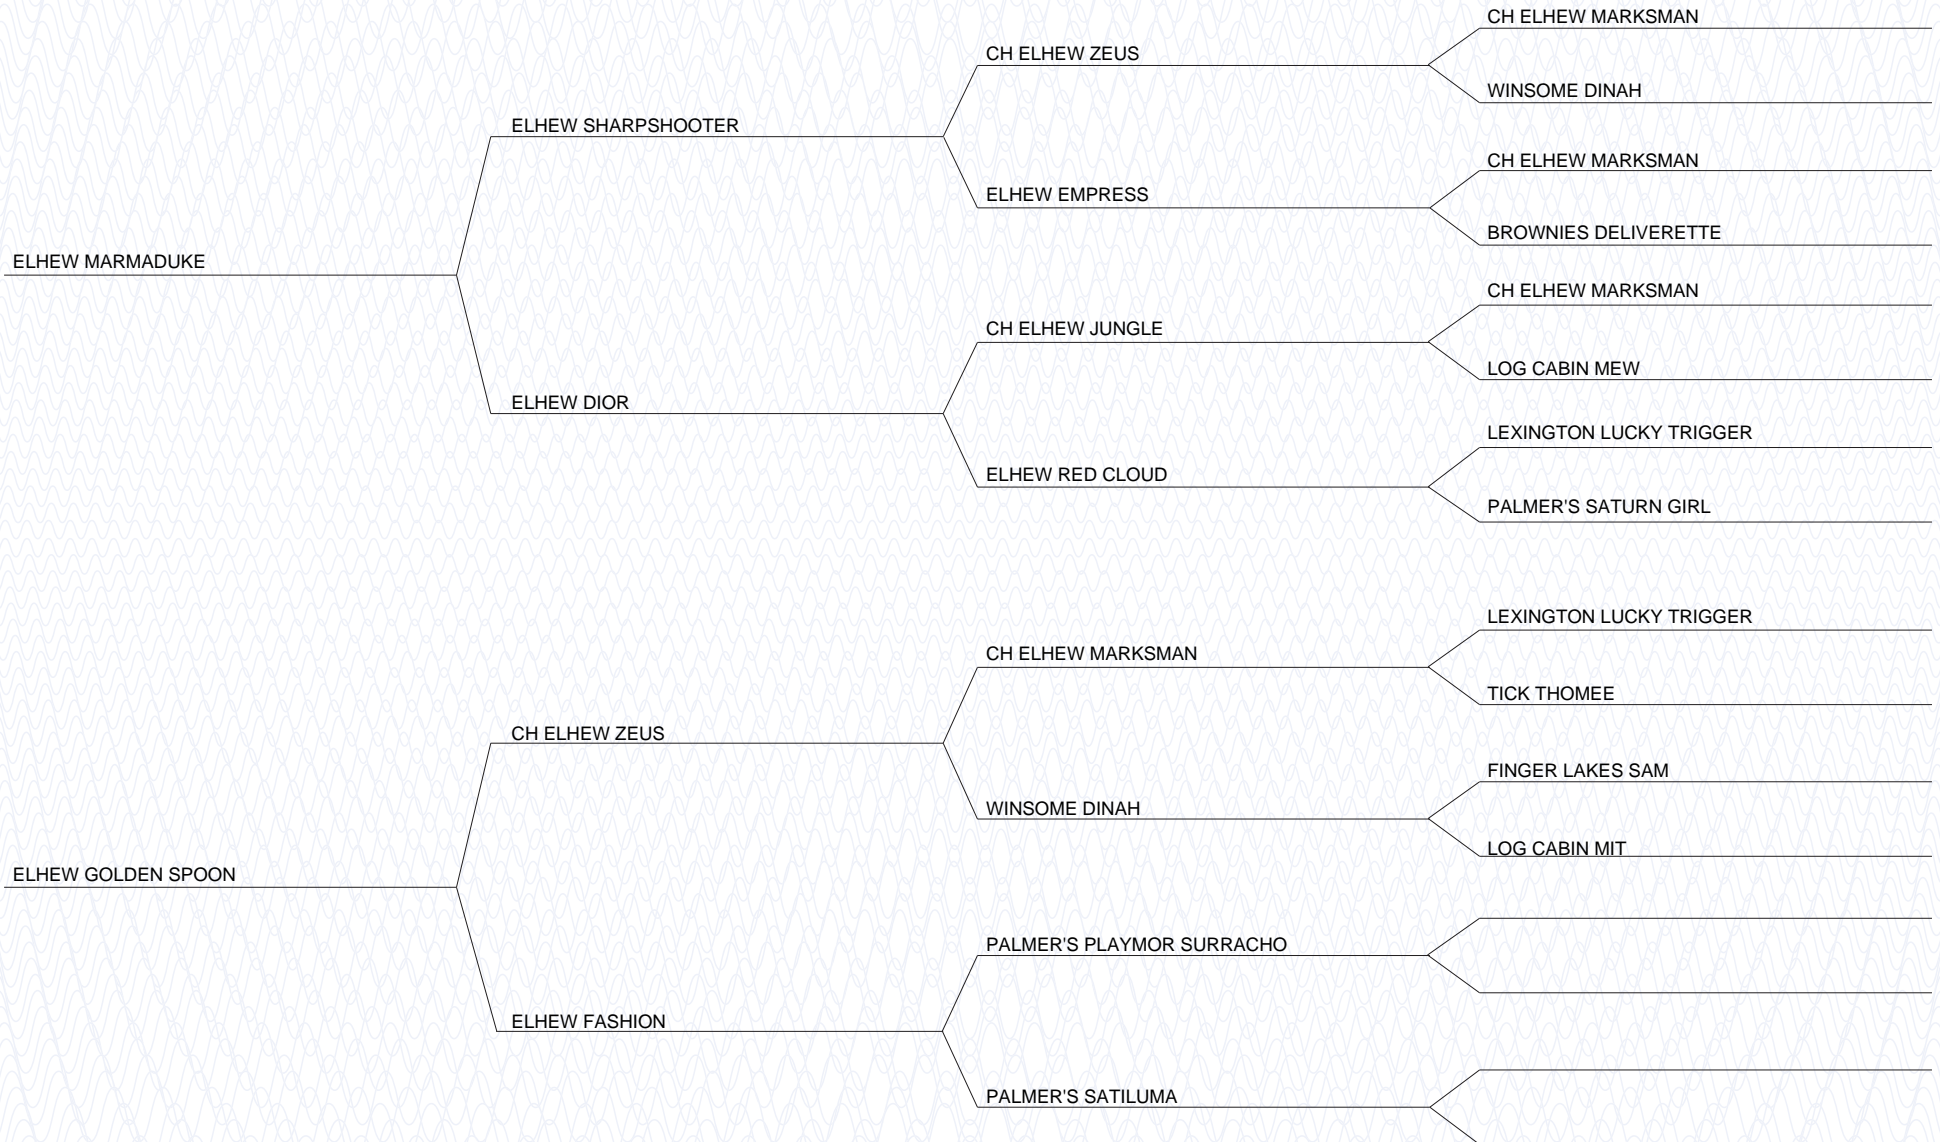 CH ELHEW MARKSMAN
CH ELHEW ZEUS
WINSOME DINAH
ELHEW SHARPSHOOTER
CH ELHEW MARKSMAN
ELHEW EMPRESS
BROWNIES DELIVERETTE
ELHEW MARMADUKE
CH ELHEW MARKSMAN
CH ELHEW JUNGLE
LOG CABIN MEW
ELHEW DIOR
LEXINGTON LUCKY TRIGGER
ELHEW RED CLOUD
PALMER'S SATURN GIRL
LEXINGTON LUCKY TRIGGER
CH ELHEW MARKSMAN
TICK THOMEE
CH ELHEW ZEUS
FINGER LAKES SAM
WINSOME DINAH
LOG CABIN MIT
ELHEW GOLDEN SPOON
PALMER'S PLAYMOR SURRACHO
ELHEW FASHION
PALMER'S SATILUMA